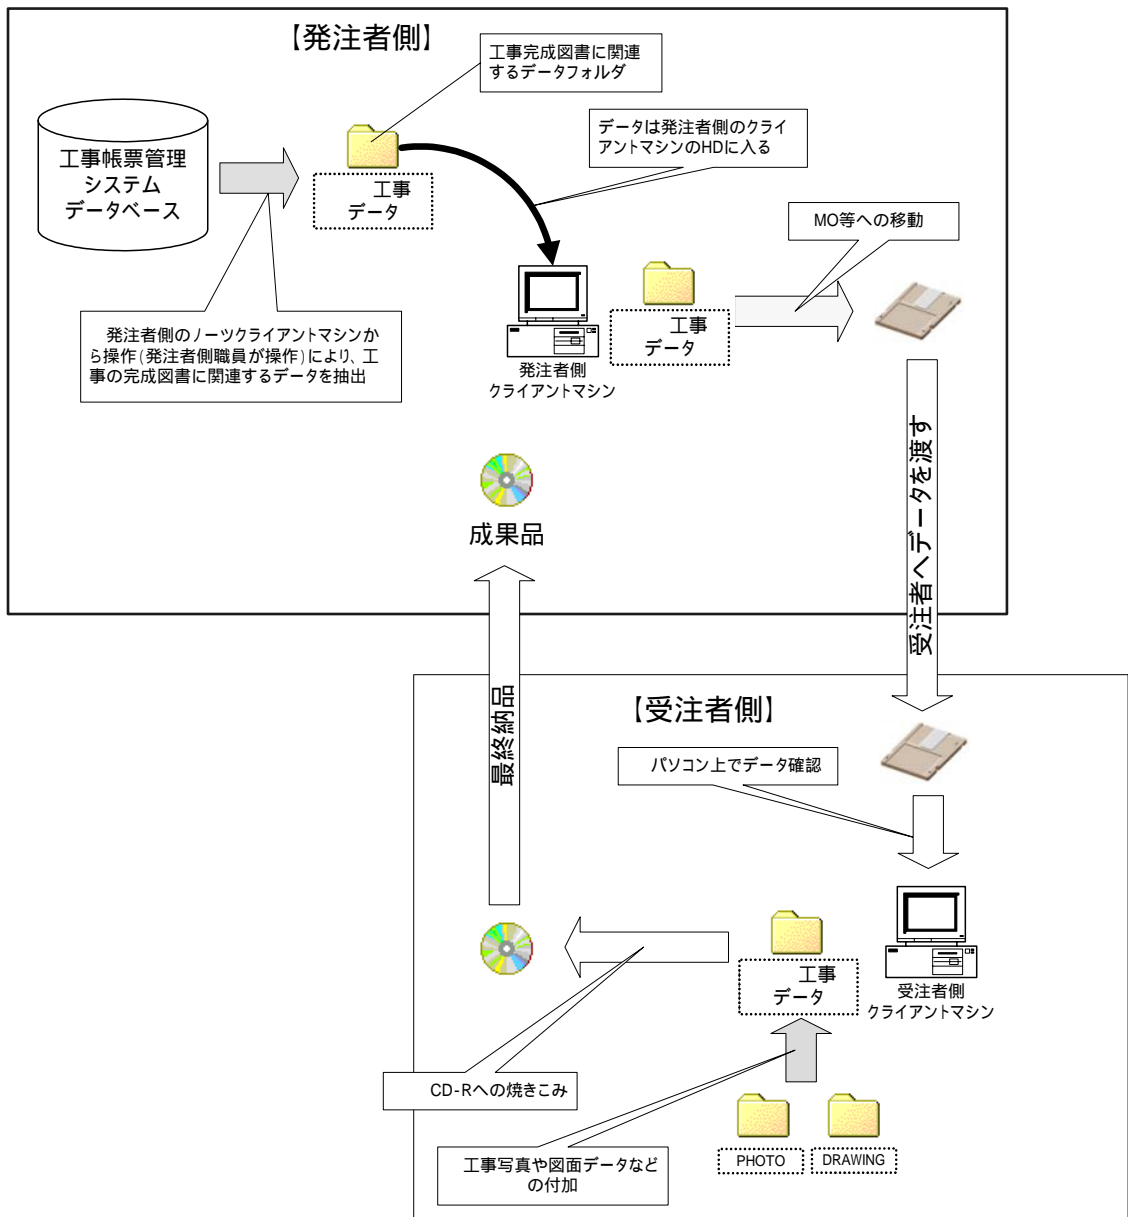 【発注者側】
工事完成図書に関連
するデータフォルダ
工事帳票管理
システム
データベース
工事
データ
データは発注者側のクライ
アントマシンのHDに入る
MO等への移動
工事
データ
発注者側
クライアントマシン
発注者側のノーツクライアントマシンか
ら操作(発注者側職員が操作)により、工
事の完成図書に関連するデータを抽出
成果品
受注者へデータを渡す
最終納品
【受注者側】
パソコン上でデータ確認
工事
データ
受注者側
クライアントマシン
CD-Rへの焼きこみ
PHOTO
DRAWING
工事写真や図面データなど
の付加